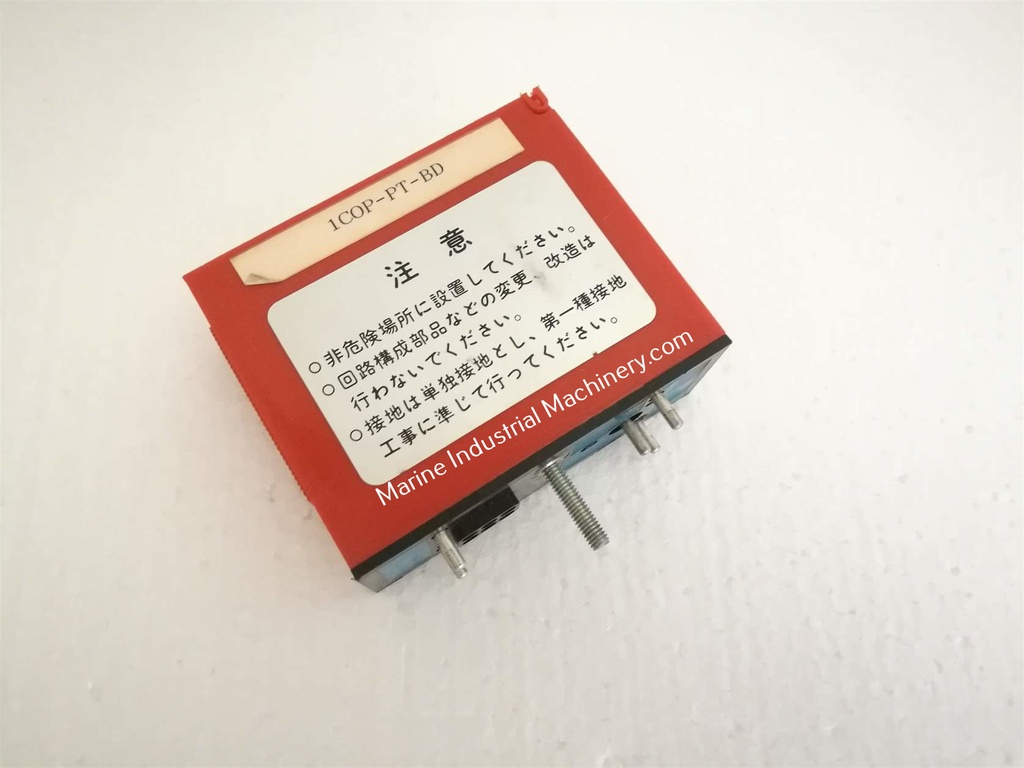 1COP-PT-BD
注意
○非危険場所に設置してください。
○回路構成部品などの変更、改造は
行わないでください。
○接地は単独接地とし、第一種接地
工事に準じて行ってください。
Marine Industrial Machinery.com